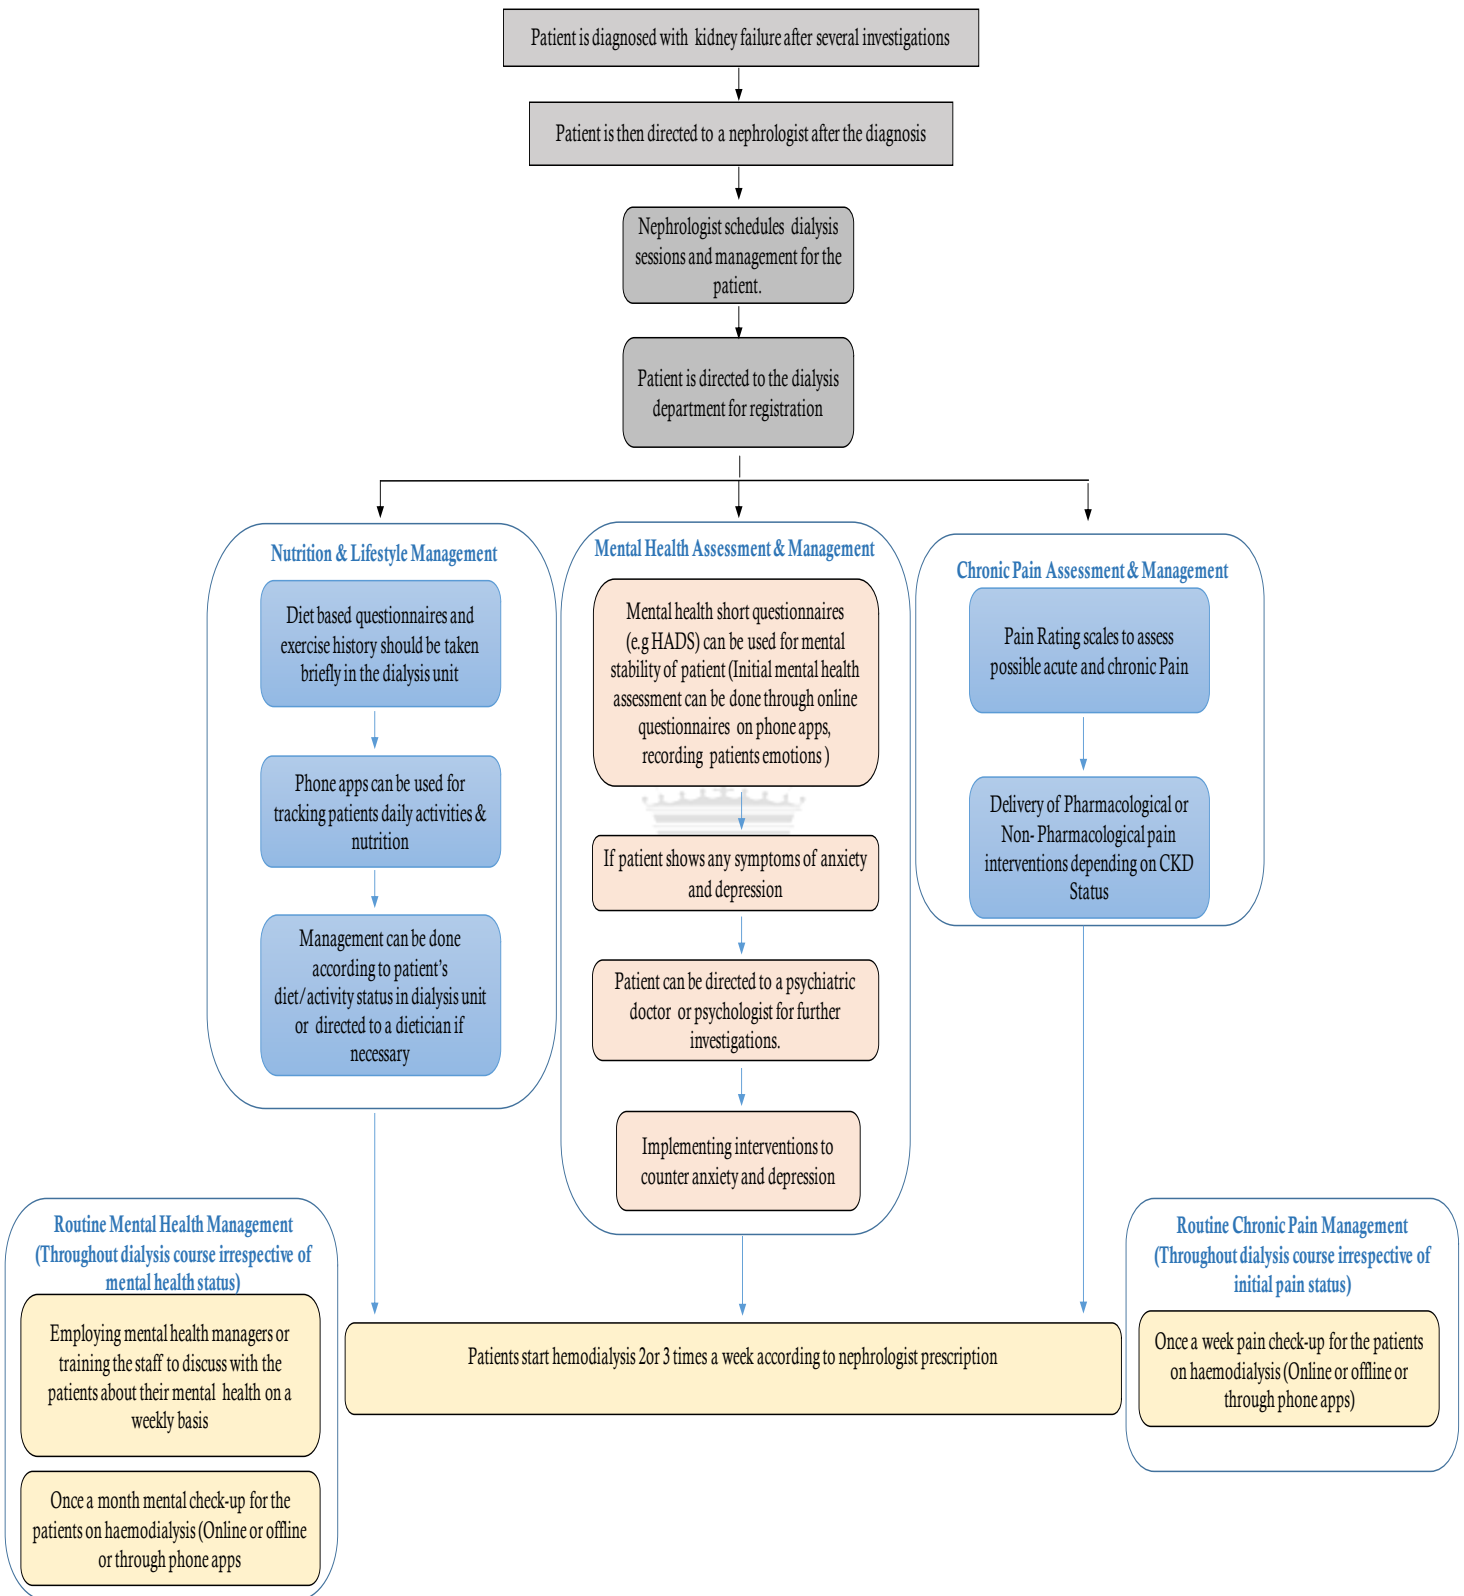 Patient is diagnosed with kidney failure after several investigations
Patient is then directed to a nephrologist after the diagnosis
Nephrologist schedules dialysis
sessions and management for the
patient.
Patient is directed to the dialysis
department for registration
Nutrition & Lifestyle Management
Diet based questionnaires and
exercise history should be taken
briefly in the dialysis unit
Phone apps can be used for
tracking patients daily activities &
nutrition
Management can be done
according to patient's
diet/activity status in dialysis unit
or directed to a dietician if
necessary
Mental Health Assessment & Management
Mental health short questionnaires
(e.g HADS) can be used for mental
stability of patient (Initial mental health
assessment can be done through online
questionnaires on phone apps,
recording patients emotions )
If patient shows any symptoms of anxiety
and depression
Patient can be directed to a psychiatric
doctor or psychologist for further
investigations.
Implementing interventions to
counter anxiety and depression
Chronic Pain Assessment & Management
Pain Rating scales to assess
possible acute and chronic Pain
Delivery of Pharmacological or
Non- Pharmacological pain
interventions depending on CKD
Status
Routine Mental Health Management
(Throughout dialysis course irrespective of
mental health status)
Employing mental health managers or
training the staff to discuss with the
patients about their mental health on a
weekly basis
Once a month mental check-up for the
patients on haemodialysis (Online or offline
or through phone apps
Patients start hemodialysis 2or 3 times a week according to nephrologist prescription
Routine Chronic Pain Management
(Throughout dialysis course irrespective of
initial pain status)
Once a week pain check-up for the patients
on haemodialysis (Online or offline or
through phone apps)